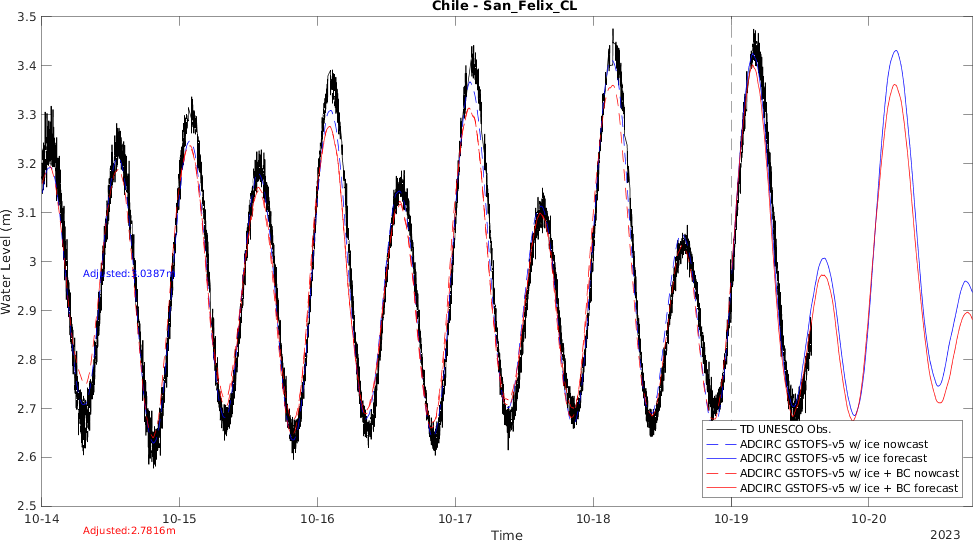 Chile - San_Felix_CL
3.5
3.4
3.3
3.2
3.1
3
2.9
2.8
2.7
2.6
2.5
Water Level (m)
Adjusted:3.0387m
Adjusted:2.7816m
TD UNESCO Obs.
ADCIRC GSTOFS-v5 w/ ice nowcast
ADCIRC GSTOFS-v5 w/ ice forecast
ADCIRC GSTOFS-v5 w/ ice + BC nowcast
ADCIRC GSTOFS-v5 w/ ice + BC forecast
10-14 10-15 10-16 10-17 10-18 10-19 10-20
Time
2023